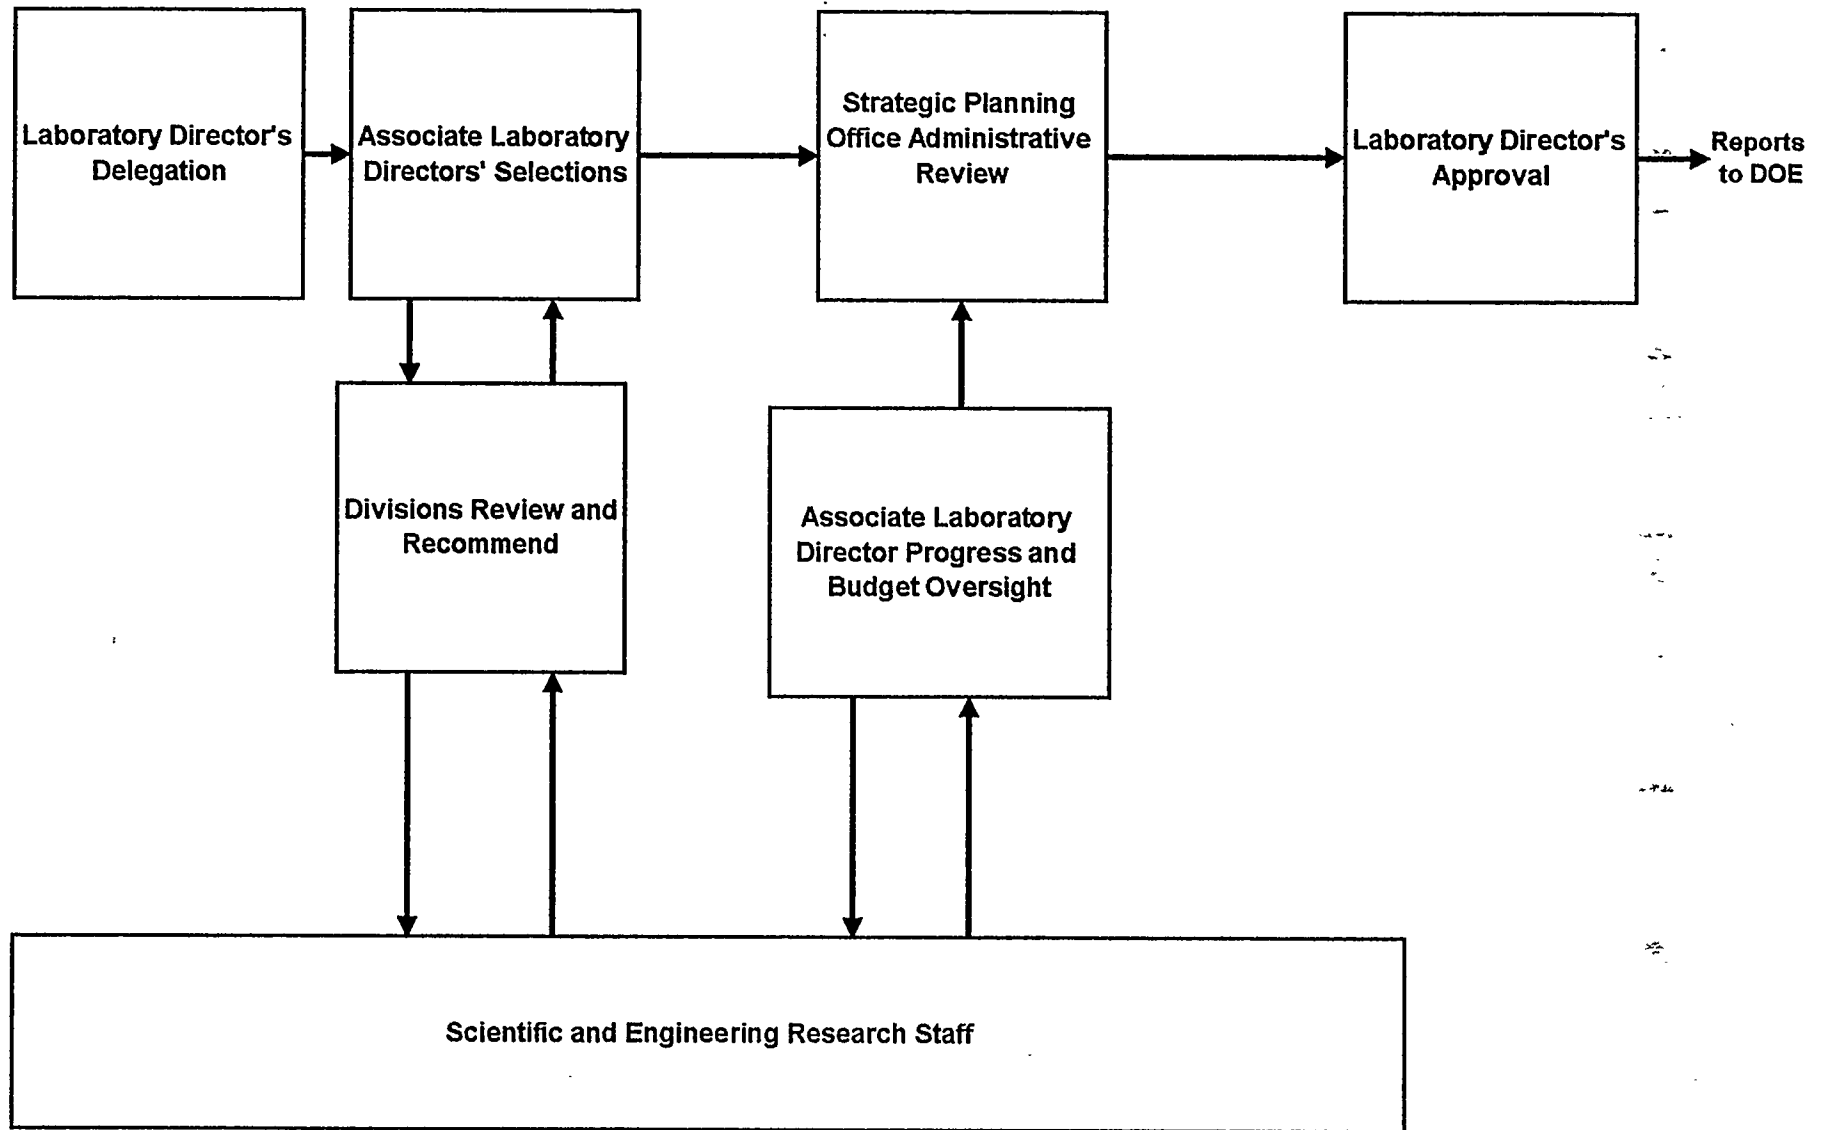 Laboratory Director's
Delegation
Associate Laboratory
Directors' Selections
Strategic Planning
Office Administrative
Review
Laboratory Director's
Approval
Reports
to DOE
Divisions Review and
Recommend
Associate Laboratory
Director Progress and
Budget Oversight
Scientific and Engineering Research Staff